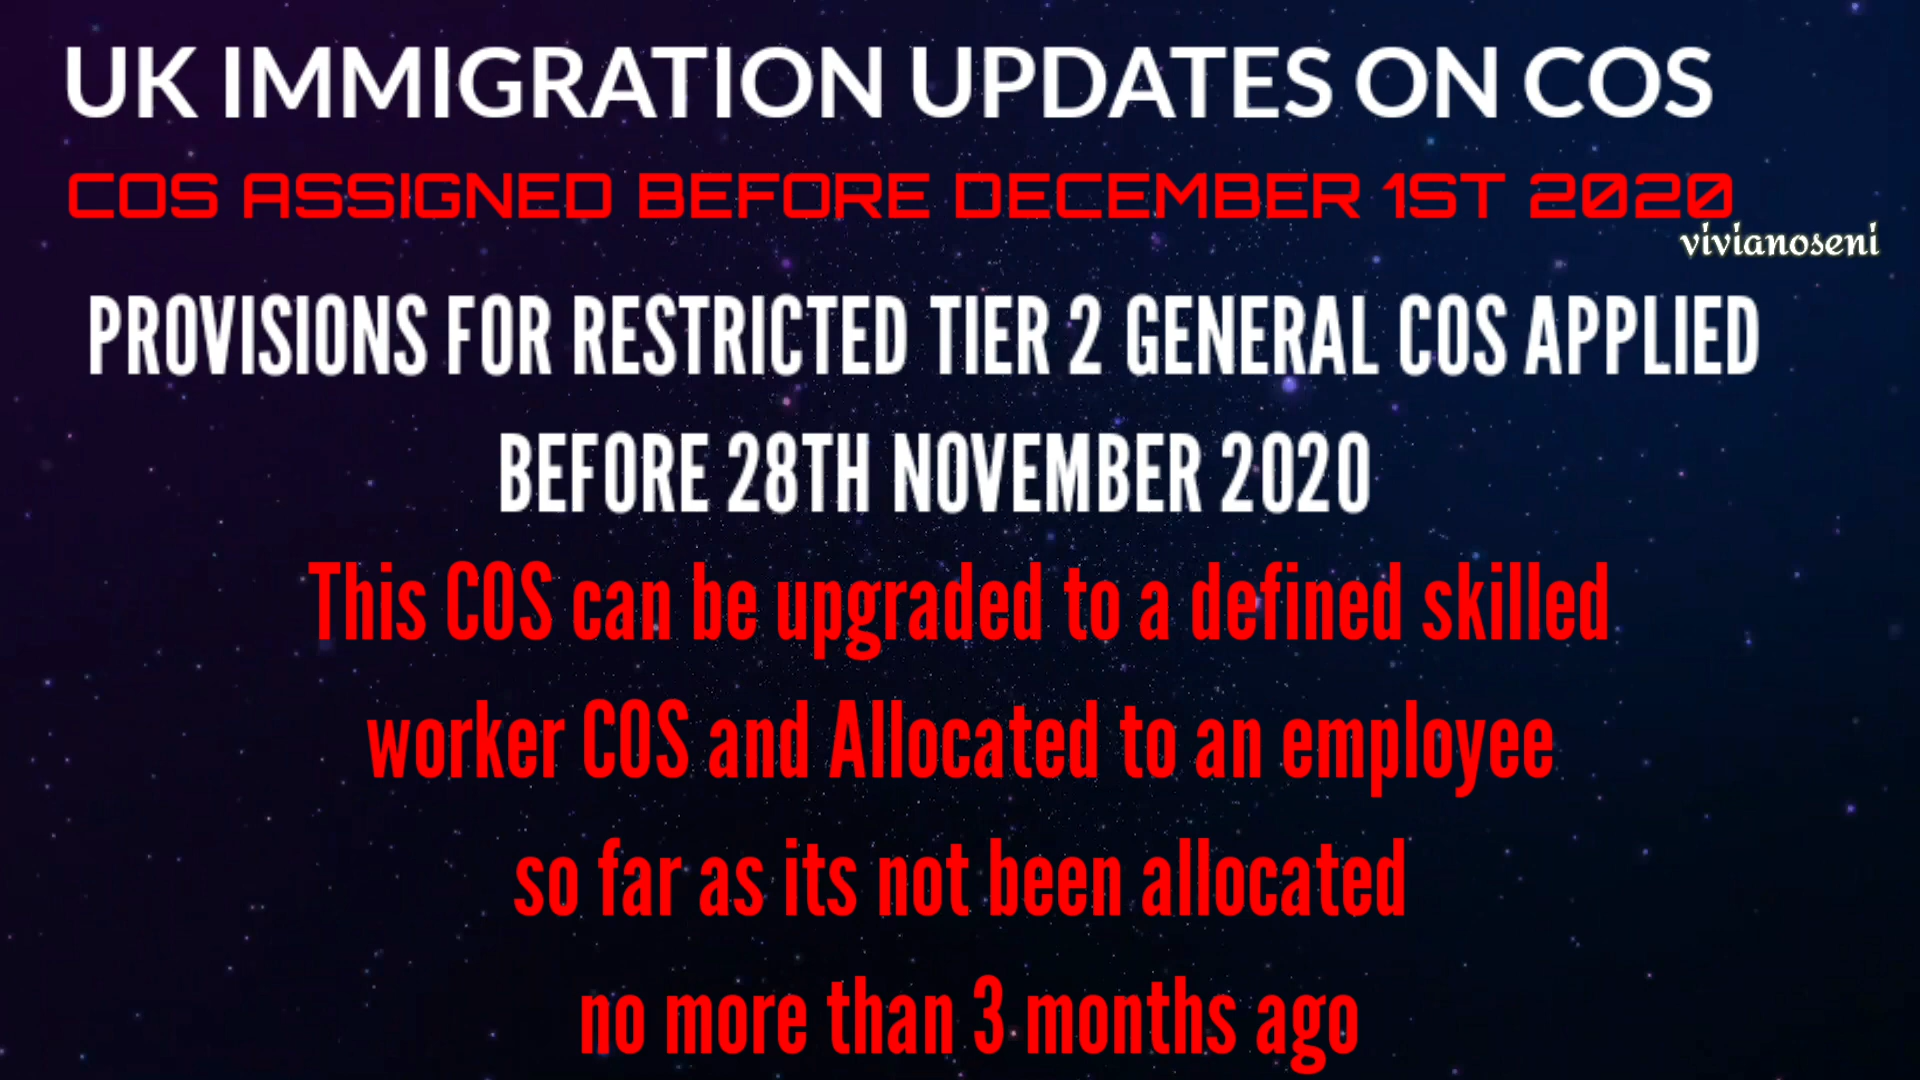 UK IMMIGRATION UPDATES ON COS
COS ASSIGNED BEFORE DECEMBER 1ST 2020
vivianoseni
PROVISIONS FOR RESTRICTED TIER 2 GENERAL COS APPLIED
BEFORE 28TH NOVEMBER 2020
This COS can be upgraded to a defined skilled
worker COS and Allocated to an employee
so far as its not been allocated
no more than 3 months ago